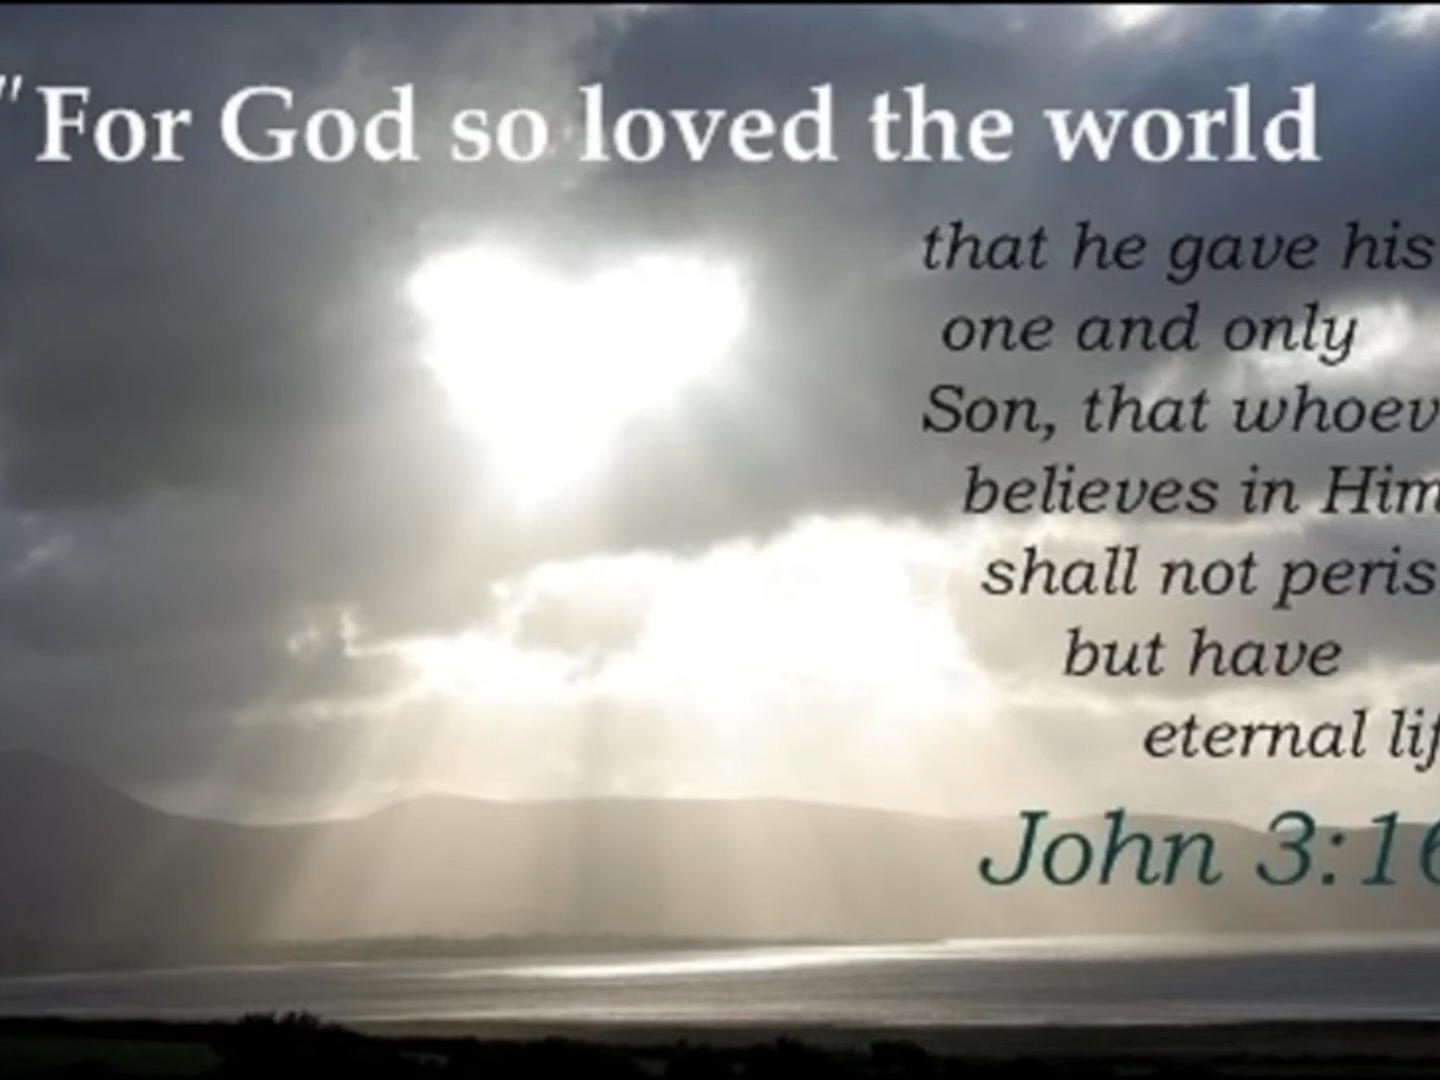 "For God so loved the world
that he gave his
one and only
Son, that whoev
believes in Him
shall not peris
but have
eternal lif
John 3:16